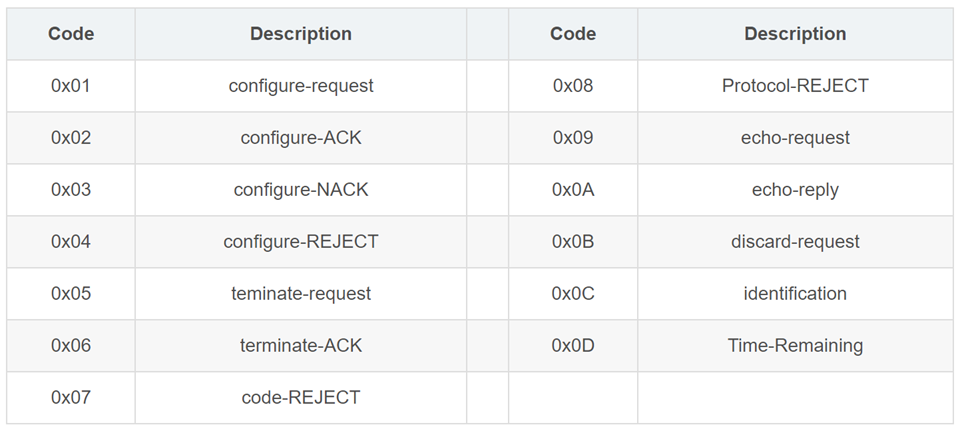 Code Description Code Description
0x01 configure-request 0x08 Protocol-REJECT
0x02 configure-ACK 0x09 echo-request
0x03 configure-NACK 0x0A echo-reply
0x04 configure-REJECT 0x0B discard-request
0x05 teminate-request 0x0C identification
0x06 terminate-ACK 0x0D Time-Remaining
0x07 code-REJECT